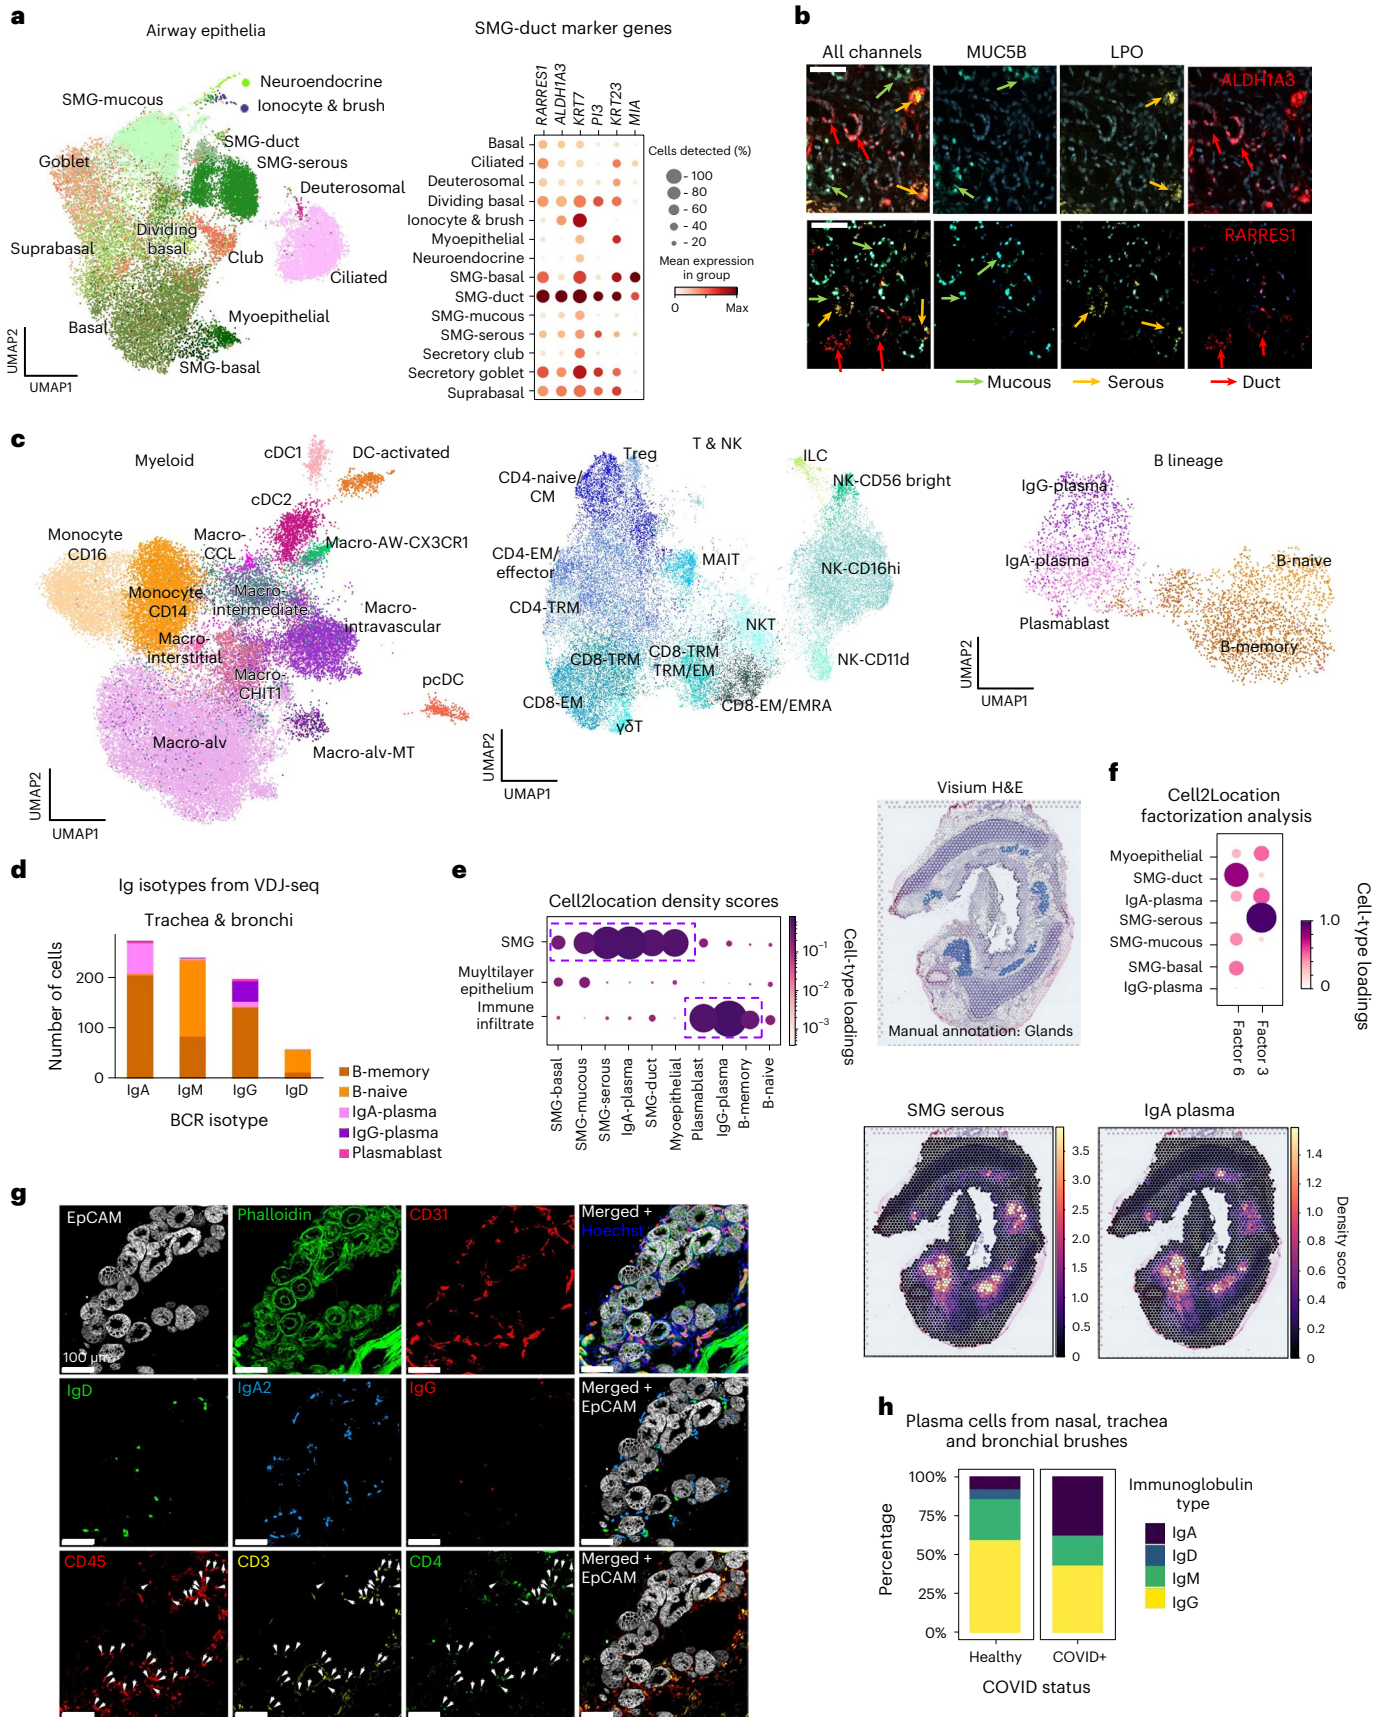 a
Airway epithelia
Neuroendocrine
Ionocyte & brush
SMG-mucous
SMG-duct
SMG-serous
Goblet
Deuterosomal
Dividing
basal
Suprabasal
Club
Ciliated
Basal
Myoepithelial
SMG-basal
UMAP2
UMAP1
SMG-duct marker genes
RARRES1
ALDH1A3
KRT7
PI3
KRT23
MIA
Basal
Ciliated
Deuterosomal
Dividing basal
Ionocyte & brush
Myoepithelial
Neuroendocrine
SMG-basal
SMG-duct
SMG-mucous
SMG-serous
Secretory club
Secretory goblet
Suprabasal
Cells detected (%)
- 100
- 80
- 60
- 40
- 20
Mean expression
in group
0
Max
b
All channels
MUC5B
LPO
ALDH1A3
RARRES1
Mucous
Serous
Duct
c
Myeloid
cDC1
DC-activated
cDC2
Monocyte
CD16
Macro-
CCL
Macro-AW-CX3CR1
Monocyte
CD14
Macro-
intermediate
Macro-
intravascular
Macro-
interstitial
Macro-
CHIT1
pcDC
Macro-alv
Macro-alv-MT
UMAP2
UMAP1
T & NK
Treg
CD4-naive/
CM
ILC
NK-CD56 bright
CD4-EM/
effector
MAIT
NK-CD16hi
CD4-TRM
NKT
CD8-TRM
CD8-TRM
TRM/EM
NK-CD11d
CD8-EM
CD8-EM/EMRA
γδT
UMAP2
UMAP1
B lineage
IgG-plasma
IgA-plasma
B-naive
Plasmablast
B-memory
UMAP2
UMAP1
d
Ig isotypes from VDJ-seq
Trachea & bronchi
Number of cells
200
100
0
IgA
IgM
IgG
IgD
BCR isotype
B-memory
B-naive
IgA-plasma
IgG-plasma
Plasmablast
e
Cell2location density scores
SMG
Muyltilayer
epithelium
Immune
infiltrate
SMG-basal
SMG-mucous
SMG-serous
IgA-plasma
SMG-duct
Myoepithelial
Plasmablast
IgG-plasma
B-memory
B-naive
10⁻¹
10⁻²
10⁻³
Cell-type loadings
Visium H&E
Manual annotation: Glands
f
Cell2Location
factorization analysis
Myoepithelial
SMG-duct
IgA-plasma
SMG-serous
SMG-mucous
SMG-basal
IgG-plasma
Factor 6
Factor 3
1.0
0
Cell-type loadings
SMG serous
3.5
3.0
2.5
2.0
1.5
1.0
0.5
0
IgA plasma
1.4
1.2
1.0
0.8
0.6
0.4
0.2
0
Density score
g
EpCAM
100 µm
Phalloidin
CD31
Merged +
Hoechst
IgD
IgA2
IgG
Merged +
EpCAM
CD45
CD3
CD4
Merged +
EpCAM
h
Plasma cells from nasal, trachea
and bronchial brushes
Percentage
100%
75%
50%
25%
0%
Healthy
COVID+
COVID status
Immunoglobulin
type
IgA
IgD
IgM
IgG